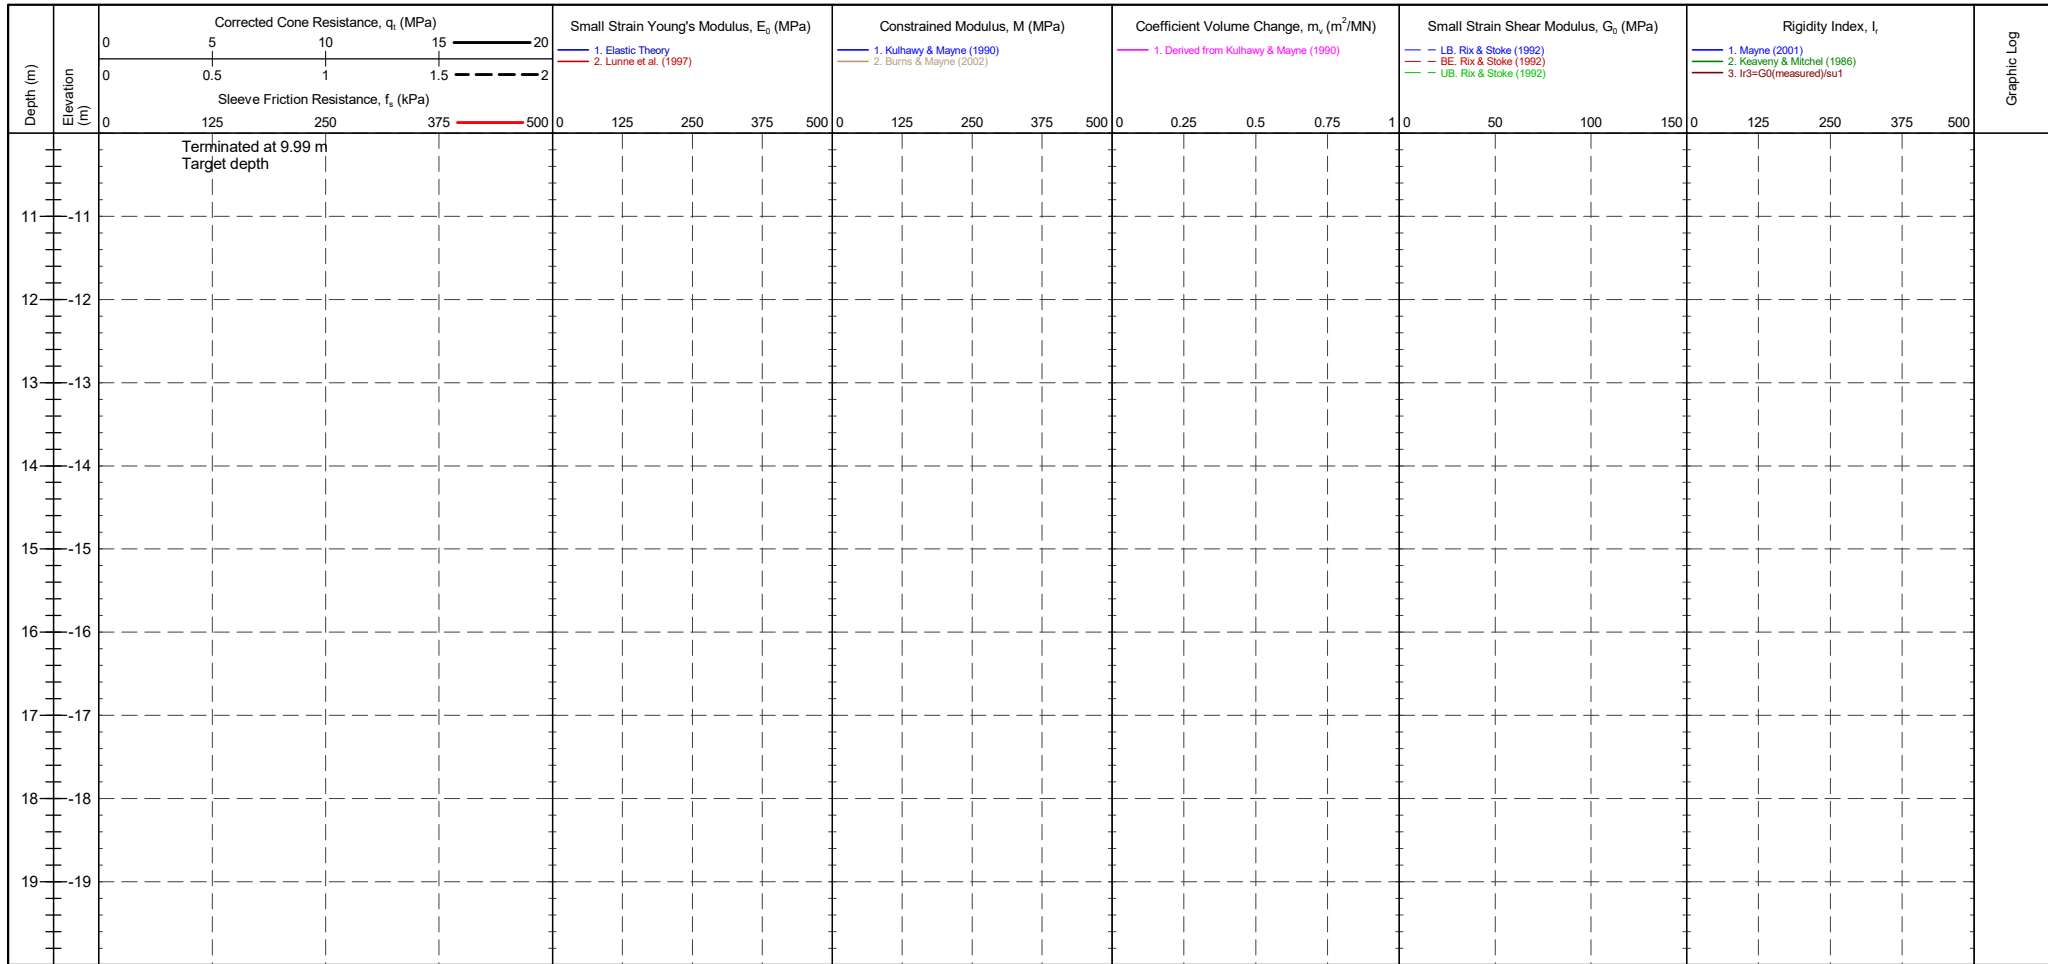 Depth (m)
Elevation
(m)
Corrected Cone Resistance, qt (MPa)
0 5 10 15 20
0 0.5 1 1.5 2
Sleeve Friction Resistance, fs (kPa)
0 125 250 375 500
Small Strain Young's Modulus, E0 (MPa)
1. Elastic Theory
2. Lunne et al. (1997)
0 125 250 375 500
Constrained Modulus, M (MPa)
1. Kulhawy & Mayne (1990)
2. Burns & Mayne (2002)
0 125 250 375 500
Coefficient Volume Change, mv (m²/MN)
1. Derived from Kulhawy & Mayne (1990)
0 0.25 0.5 0.75 1
Small Strain Shear Modulus, G0 (MPa)
LB. Rix & Stoke (1992)
BE. Rix & Stoke (1992)
UB. Rix & Stoke (1992)
0 50 100 150
Rigidity Index, Ir
1. Mayne (2001)
2. Keaveny & Mitchel (1986)
3. Ir3=G0(measured)/su1
0 125 250 375 500
Graphic Log
Terminated at 9.99 m
Target depth
11 -11
12 -12
13 -13
14 -14
15 -15
16 -16
17 -17
18 -18
19 -19